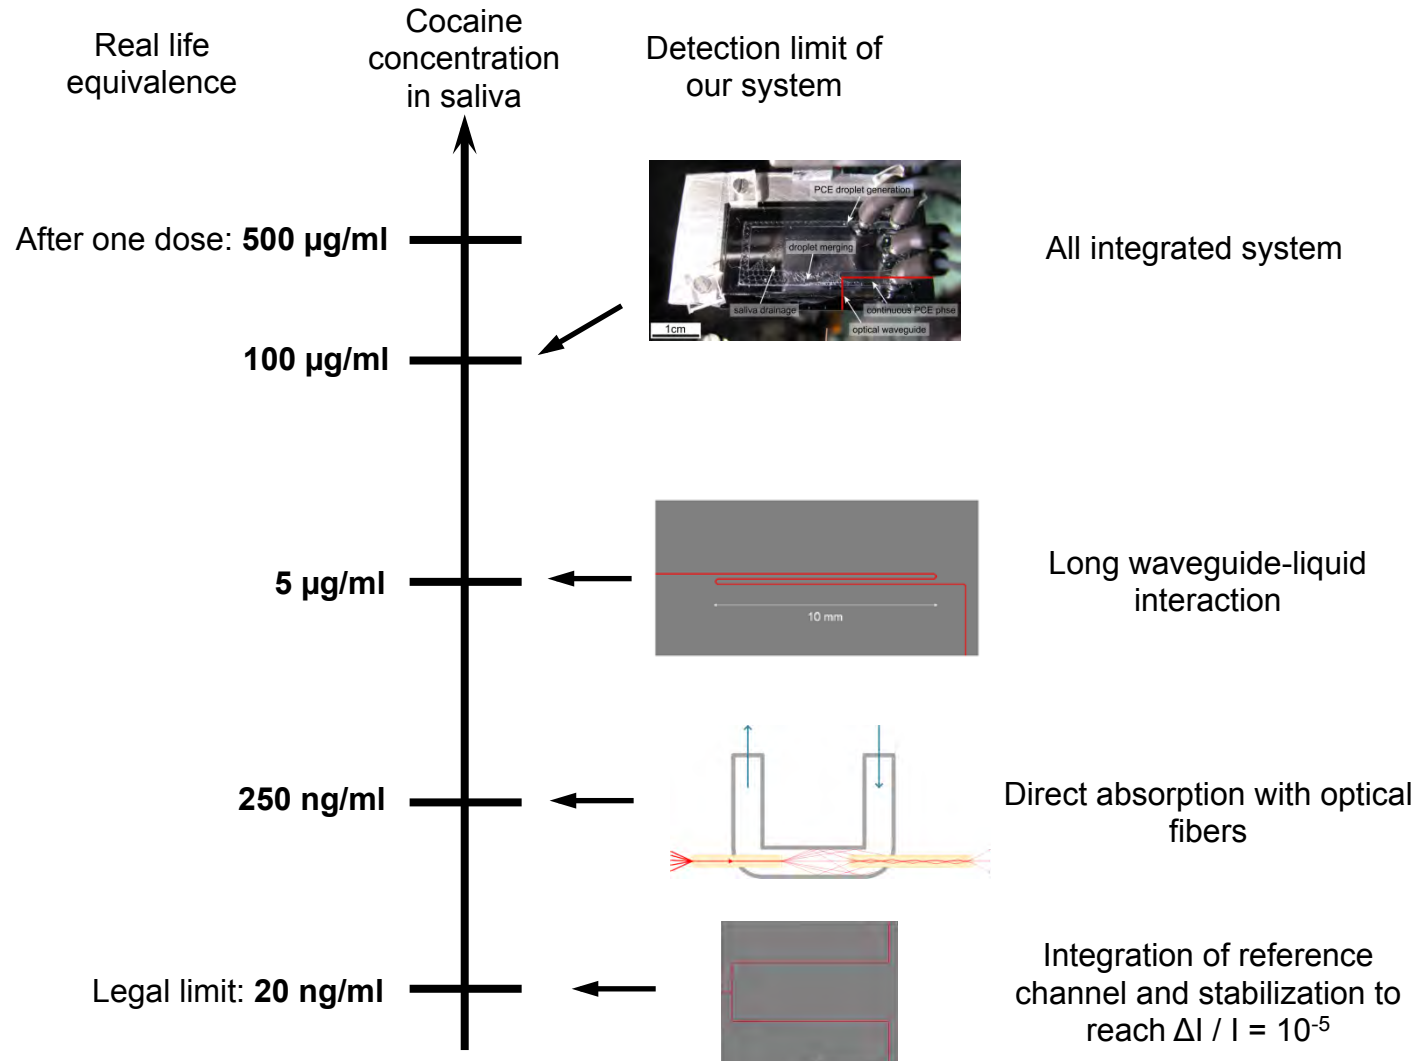 Real life
equivalence
Cocaine
concentration
in saliva
Detection limit of
our system
After one dose: 500 µg/ml
PCE droplet generation
droplet merging
saliva drainage
continuous PCE phse
optical waveguide
1cm
All integrated system
100 µg/ml
5 µg/ml
10 mm
Long waveguide-liquid
interaction
250 ng/ml
Direct absorption with optical
fibers
Legal limit: 20 ng/ml
Integration of reference
channel and stabilization to
reach ΔI / I = 10⁻⁵